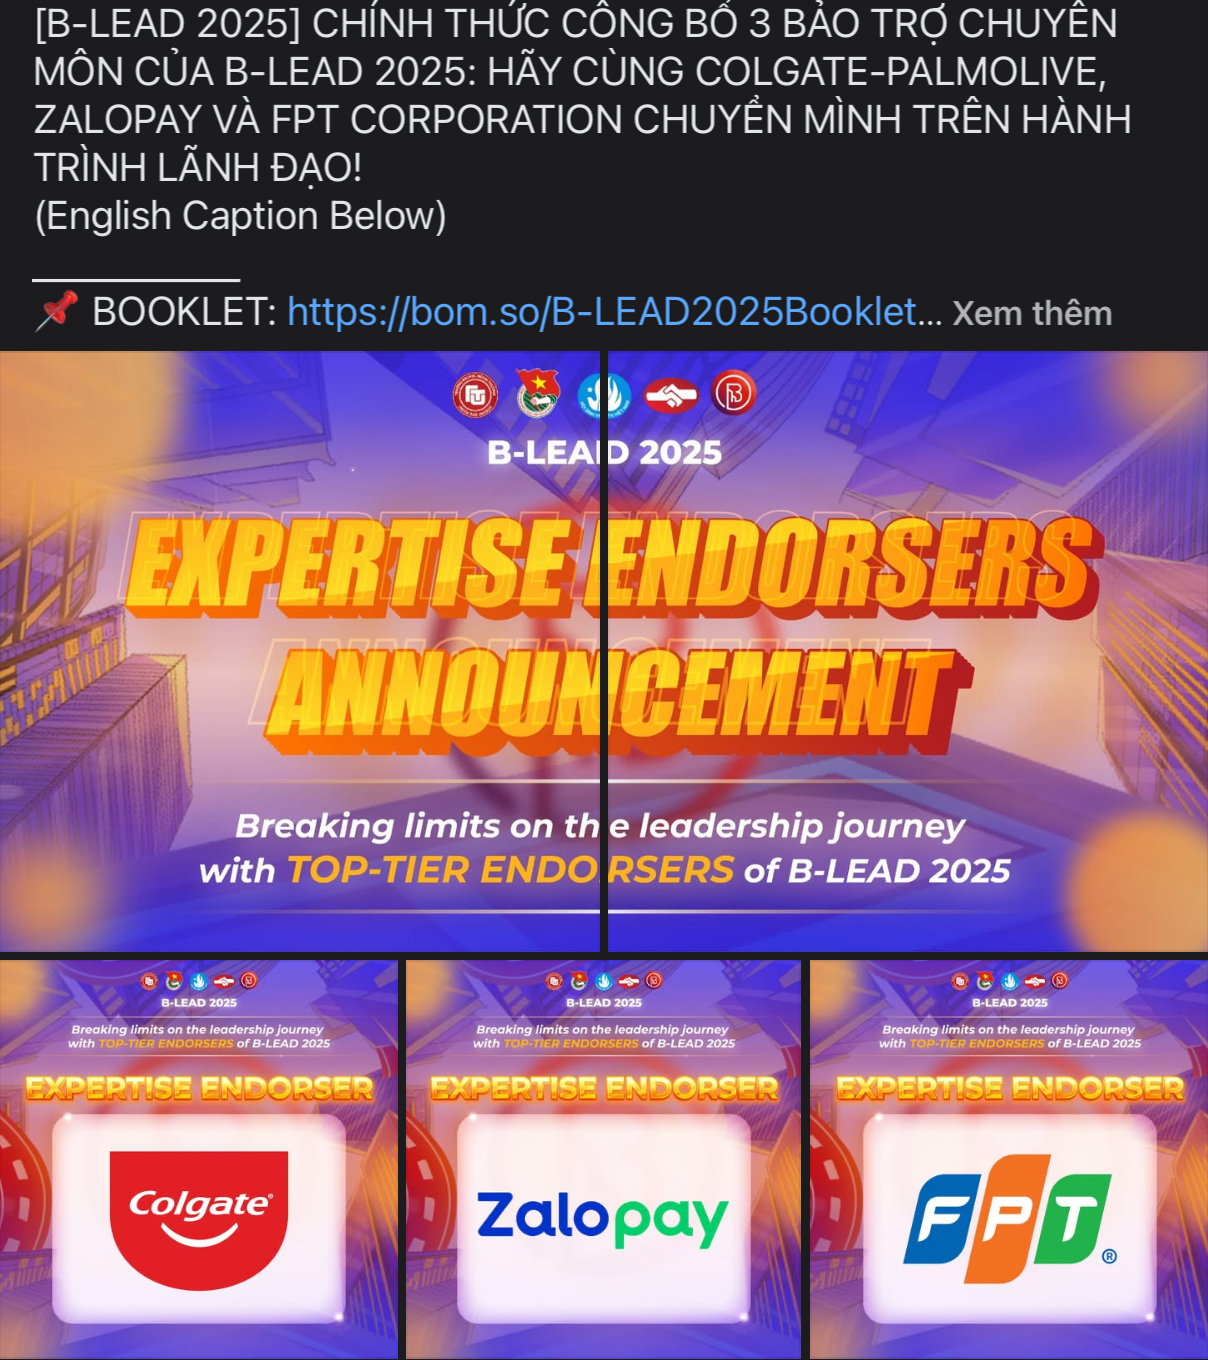 [B-LEAD 2025] CHÍNH THỨC CÔNG BỐ 3 BẢO TRỢ CHUYÊN
MÔN CỦA B-LEAD 2025: HÃY CÙNG COLGATE-PALMOLIVE,
ZALOPAY VÀ FPT CORPORATION CHUYỂN MÌNH TRÊN HÀNH
TRÌNH LÃNH ĐẠO!
(English Caption Below)
📌 BOOKLET: https://bom.so/B-LEAD2025Booklet... Xem thêm
B-LEAD 2025
EXPERTISE ENDORSERS
ANNOUNCEMENT
Breaking limits on the leadership journey
with TOP-TIER ENDORSERS of B-LEAD 2025
B-LEAD 2025
Breaking limits on the leadership journey
with TOP-TIER ENDORSERS of B-LEAD 2025
EXPERTISE ENDORSER
Colgate®
B-LEAD 2025
Breaking limits on the leadership journey
with TOP-TIER ENDORSERS of B-LEAD 2025
EXPERTISE ENDORSER
Zalopay
B-LEAD 2025
Breaking limits on the leadership journey
with TOP-TIER ENDORSERS of B-LEAD 2025
EXPERTISE ENDORSER
FPT®